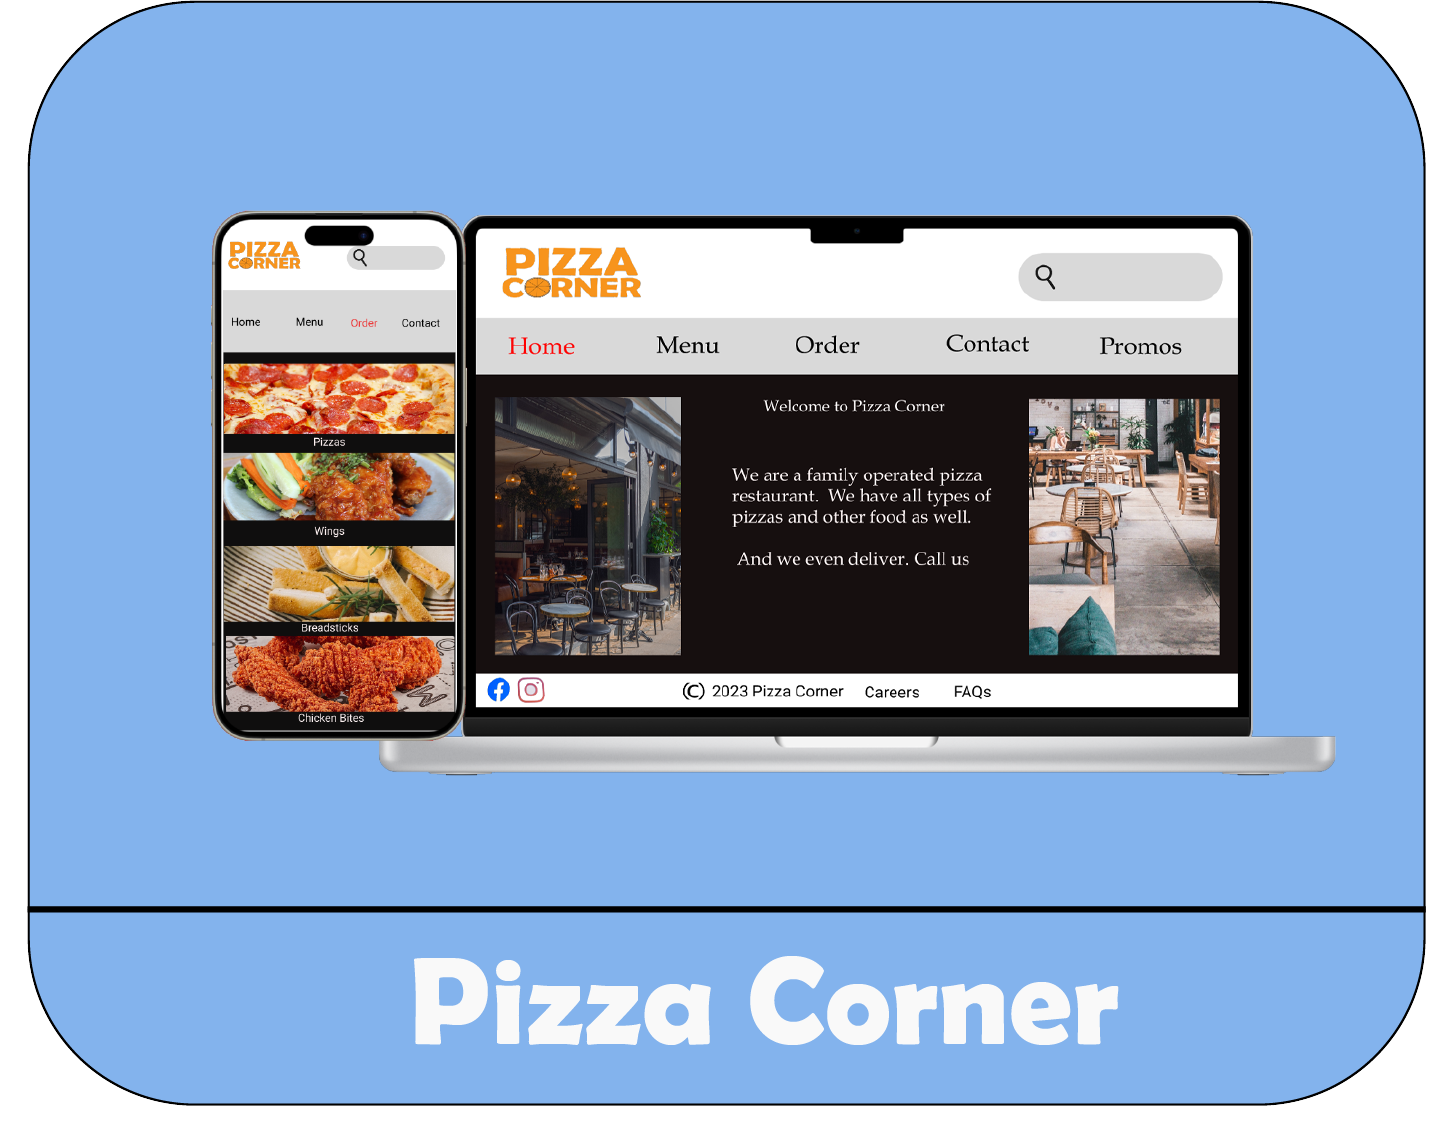 PIZZA
CORNER
Home Menu Order Contact
Pizzas
Wings
Breadsticks
Chicken Bites
PIZZA
CORNER
Home Menu Order Contact Promos
Welcome to Pizza Corner
We are a family operated pizza
restaurant. We have all types of
pizzas and other food as well.
And we even deliver. Call us
© 2023 Pizza Corner Careers FAQs
Pizza Corner